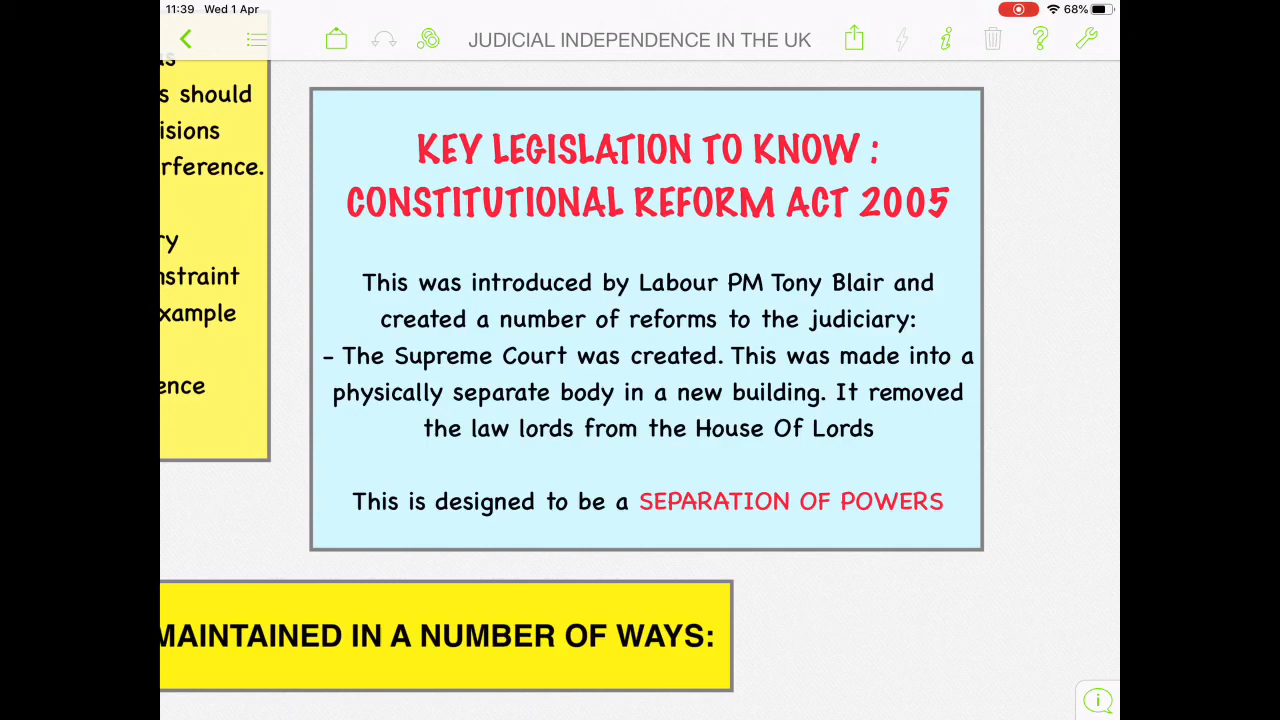 11:39 Wed 1 Apr
68%
JUDICIAL INDEPENDENCE IN THE UK
s should
isions
rference.
ry
nstraint
xample
ence
KEY LEGISLATION TO KNOW :
CONSTITUTIONAL REFORM ACT 2005
This was introduced by Labour PM Tony Blair and
created a number of reforms to the judiciary:
- The Supreme Court was created. This was made into a
physically separate body in a new building. It removed
the law lords from the House Of Lords
This is designed to be a SEPARATION OF POWERS
MAINTAINED IN A NUMBER OF WAYS: